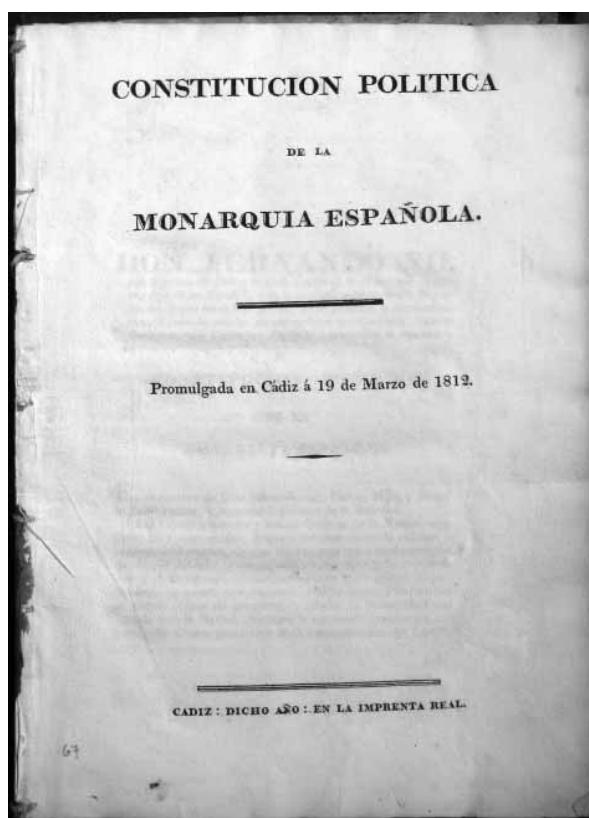 CONSTITUCION POLITICA
DE LA
MONARQUIA ESPAÑOLA.
Promulgada en Cádiz á 19 de Marzo de 1812.
CADIZ: DICHO AÑO: EN LA IMPRENTA REAL.
67